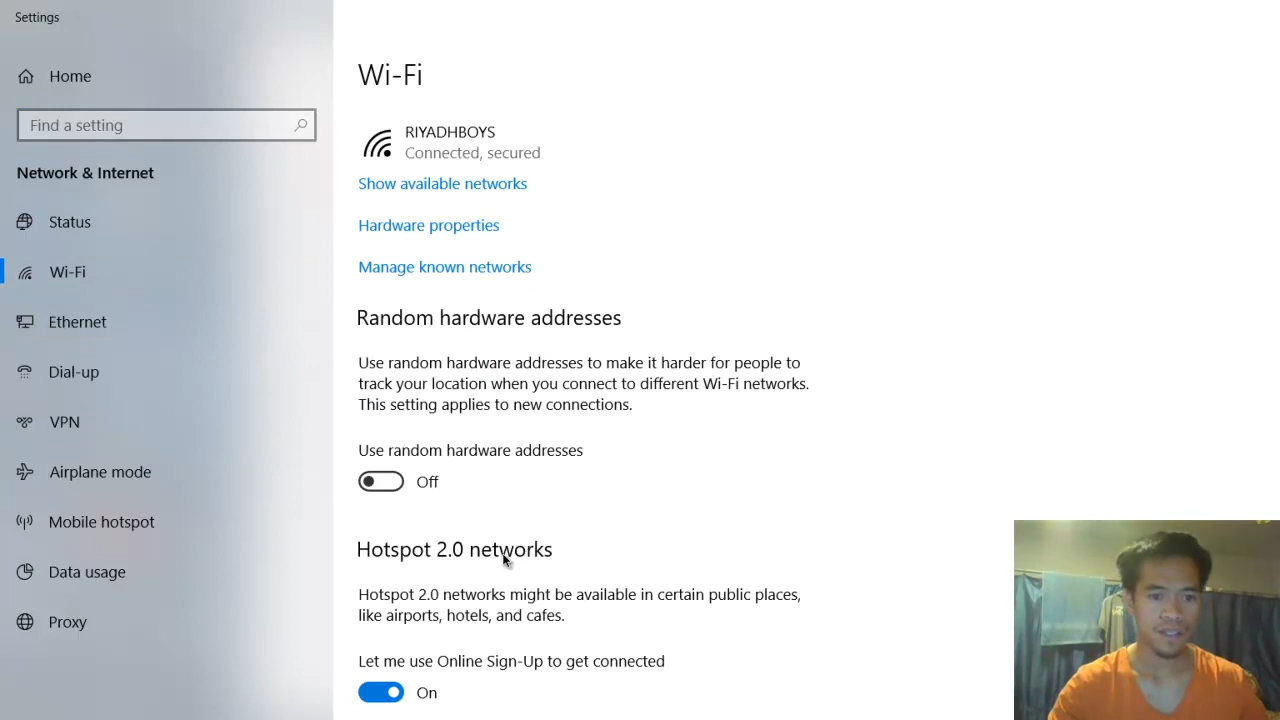 Settings
Home
Find a setting
Network & Internet
Status
Wi-Fi
Ethernet
Dial-up
VPN
Airplane mode
Mobile hotspot
Data usage
Proxy
Wi-Fi
RIYADHBOYS
Connected, secured
Show available networks
Hardware properties
Manage known networks
Random hardware addresses
Use random hardware addresses to make it harder for people to
track your location when you connect to different Wi-Fi networks.
This setting applies to new connections.
Use random hardware addresses
Off
Hotspot 2.0 networks
Hotspot 2.0 networks might be available in certain public places,
like airports, hotels, and cafes.
Let me use Online Sign-Up to get connected
On